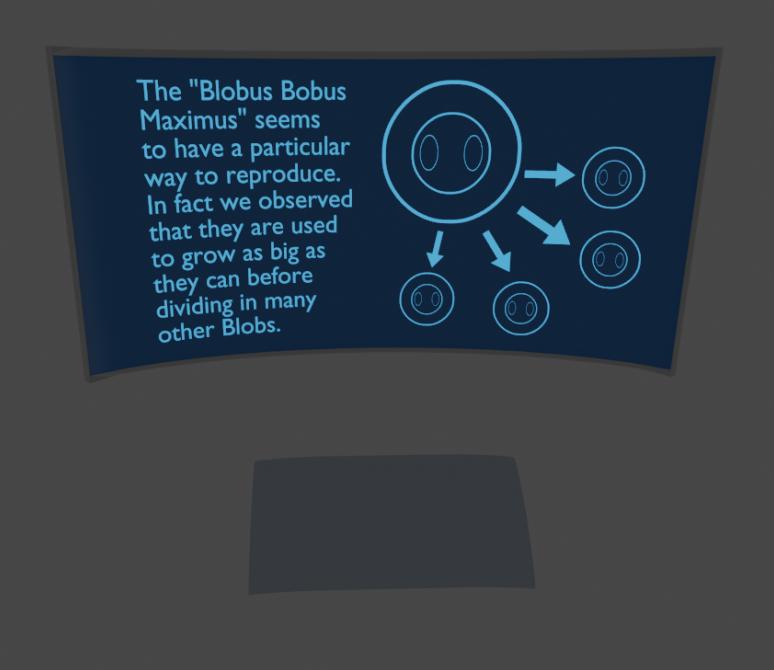 The "Blobus Bobus
Maximus" seems
to have a particular
way to reproduce.
In fact we observed
that they are used
to grow as big as
they can before
dividing in many
other Blobs.